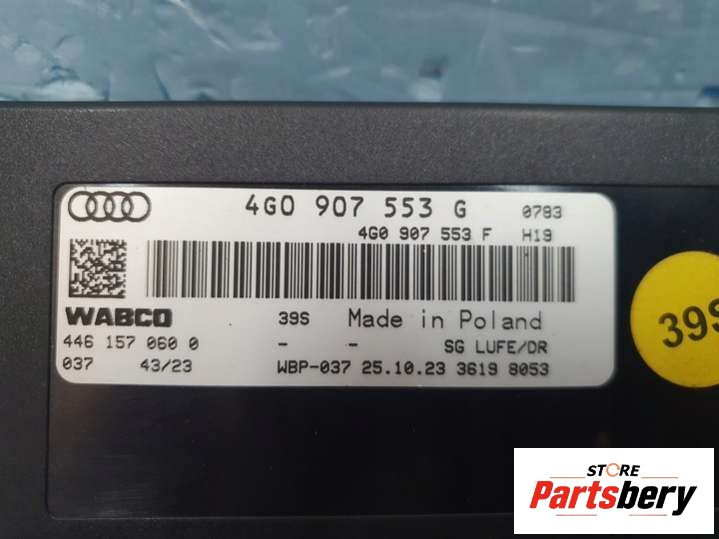 4G0 907 553 G 0783
4G0 907 553 F H19
WABCO 39S Made in Poland
446 157 060 0 - - SG LUFE/DR
037 43/23 WBP-037 25.10.23 3619 8053
39S
STORE
Partsbery